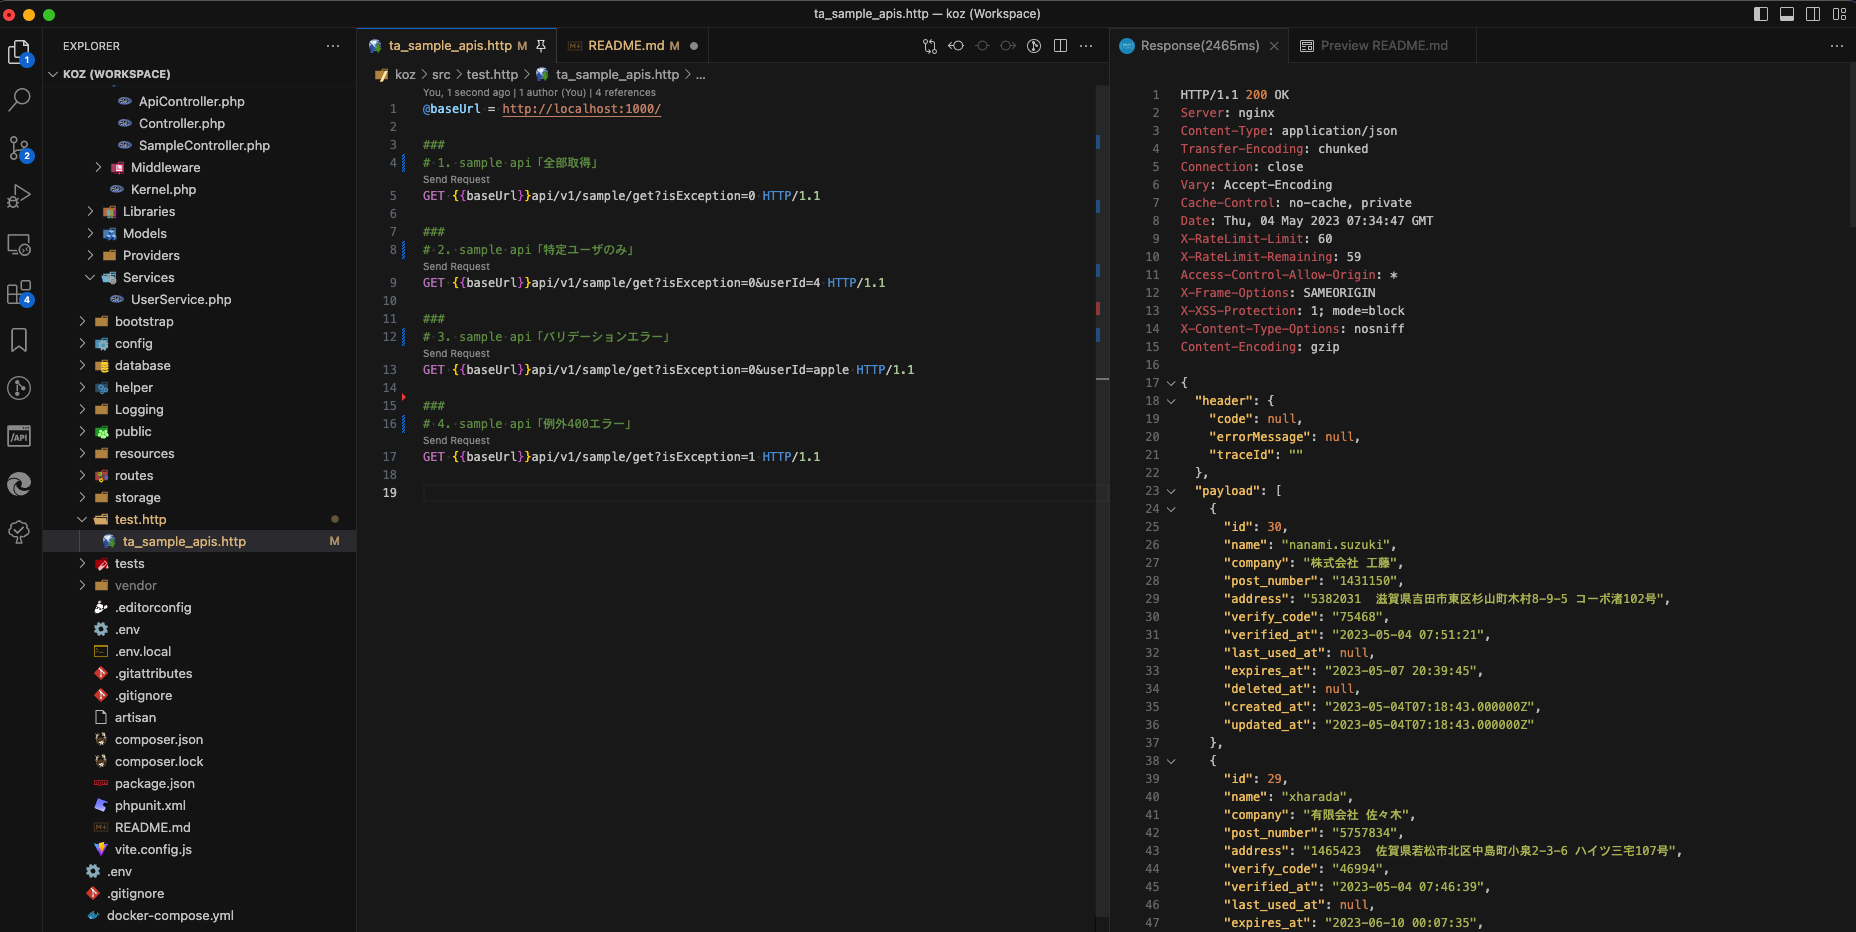 ta_sample_apis.http — koz (Workspace)
EXPLORER
KOZ (WORKSPACE)
ApiController.php
Controller.php
SampleController.php
Middleware
Kernel.php
Libraries
Models
Providers
Services
UserService.php
bootstrap
config
database
helper
Logging
public
resources
routes
storage
test.http
ta_sample_apis.http M
tests
vendor
.editorconfig
.env
.env.local
.gitattributes
.gitignore
artisan
composer.json
composer.lock
package.json
phpunit.xml
README.md
vite.config.js
.env
.gitignore
docker-compose.yml
1
2
4
/API
ta_sample_apis.http M
README.md M
koz > src > test.http > ta_sample_apis.http > ...
You, 1 second ago | 1 author (You) | 4 references
1 @baseUrl = http://localhost:1000/
2
3 ###
4 # 1. sample api「全部取得」
Send Request
5 GET {{baseUrl}}api/v1/sample/get?isException=0 HTTP/1.1
6
7 ###
8 # 2. sample api「特定ユーザのみ」
Send Request
9 GET {{baseUrl}}api/v1/sample/get?isException=0&userId=4 HTTP/1.1
10
11 ###
12 # 3. sample api「バリデーションエラー」
Send Request
13 GET {{baseUrl}}api/v1/sample/get?isException=0&userId=apple HTTP/1.1
14
15 ###
16 # 4. sample api「例外400エラー」
Send Request
17 GET {{baseUrl}}api/v1/sample/get?isException=1 HTTP/1.1
18
19
Response(2465ms)
Preview README.md
1 HTTP/1.1 200 OK
2 Server: nginx
3 Content-Type: application/json
4 Transfer-Encoding: chunked
5 Connection: close
6 Vary: Accept-Encoding
7 Cache-Control: no-cache, private
8 Date: Thu, 04 May 2023 07:34:47 GMT
9 X-RateLimit-Limit: 60
10 X-RateLimit-Remaining: 59
11 Access-Control-Allow-Origin: *
12 X-Frame-Options: SAMEORIGIN
13 X-XSS-Protection: 1; mode=block
14 X-Content-Type-Options: nosniff
15 Content-Encoding: gzip
16
17 {
18 "header": {
19 "code": null,
20 "errorMessage": null,
21 "traceId": ""
22 },
23 "payload": [
24 {
25 "id": 30,
26 "name": "nanami.suzuki",
27 "company": "株式会社 工藤",
28 "post_number": "1431150",
29 "address": "5382031  滋賀県吉田市東区杉山町木村8-9-5 コーポ渚102号",
30 "verify_code": "75468",
31 "verified_at": "2023-05-04 07:51:21",
32 "last_used_at": null,
33 "expires_at": "2023-05-07 20:39:45",
34 "deleted_at": null,
35 "created_at": "2023-05-04T07:18:43.000000Z",
36 "updated_at": "2023-05-04T07:18:43.000000Z"
37 },
38 {
39 "id": 29,
40 "name": "xharada",
41 "company": "有限会社 佐々木",
42 "post_number": "5757834",
43 "address": "1465423  佐賀県若松市北区中島町小泉2-3-6 ハイツ三宅107号",
44 "verify_code": "46994",
45 "verified_at": "2023-05-04 07:46:39",
46 "last_used_at": null,
47 "expires_at": "2023-06-10 00:07:35",